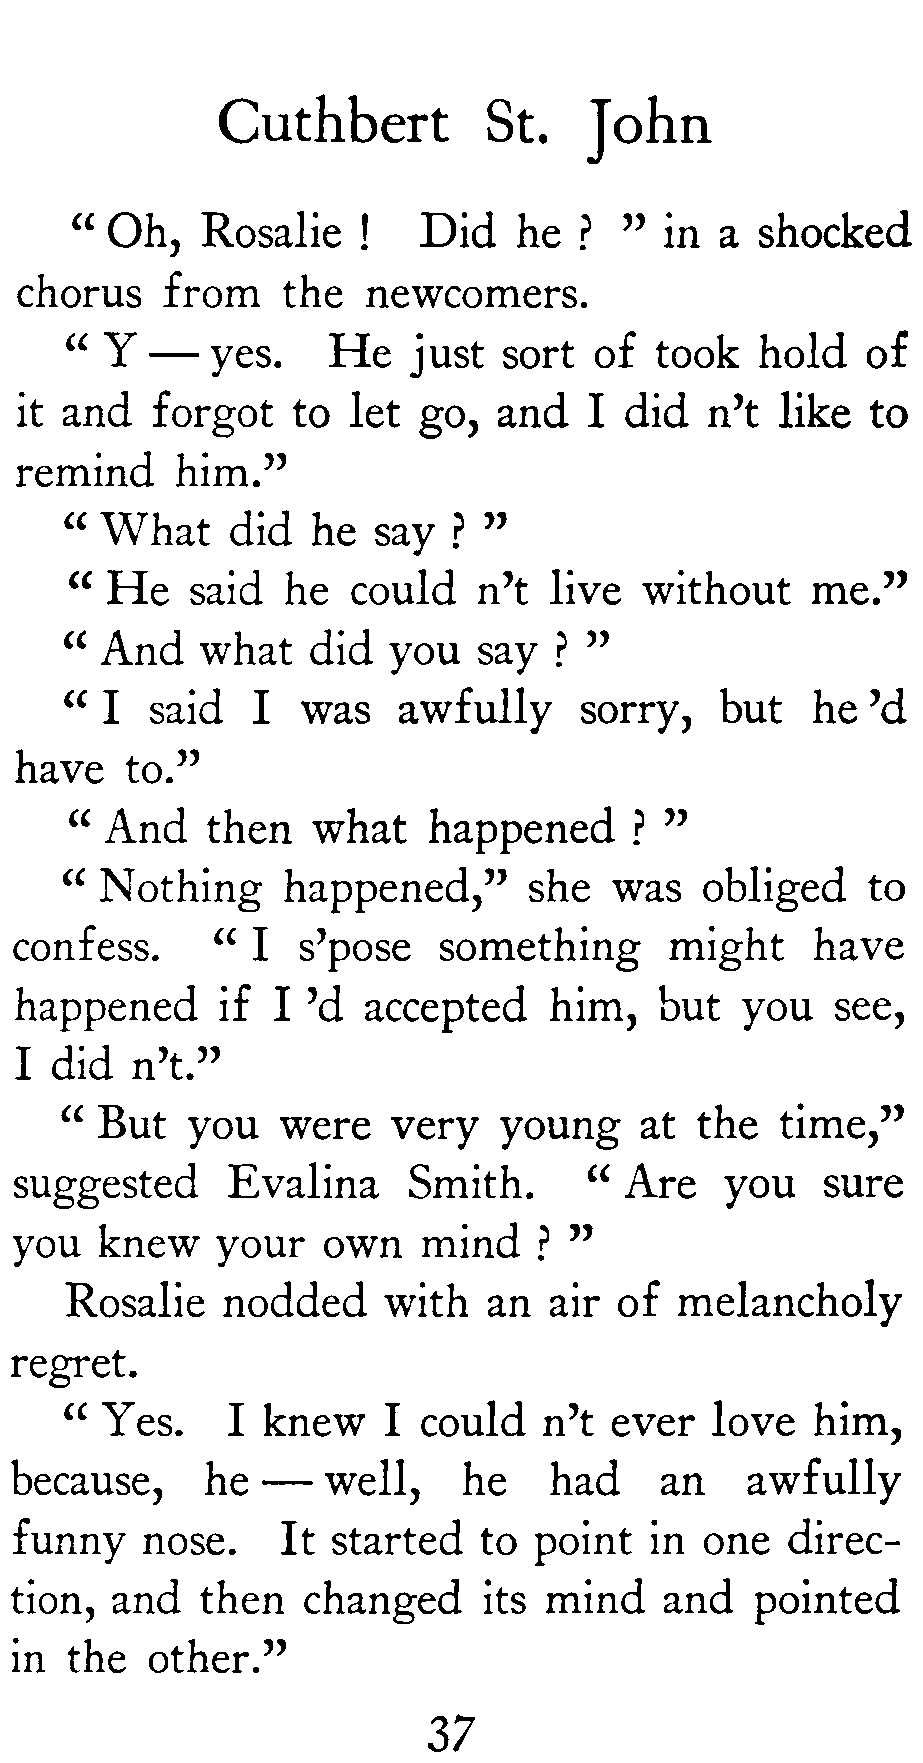 Cuthbert St. John
“ Oh, Rosalie ! Did he ? ” in a shocked
chorus from the newcomers.
“ Y — yes. He just sort of took hold of
it and forgot to let go, and I did n’t like to
remind him.”
“ What did he say ? ”
“ He said he could n’t live without me.”
“ And what did you say ? ”
“ I said I was awfully sorry, but he ’d
have to.”
“ And then what happened ? ”
“ Nothing happened,” she was obliged to
confess. “ I s’pose something might have
happened if I ’d accepted him, but you see,
I did n’t.”
“ But you were very young at the time,”
suggested Evalina Smith. “ Are you sure
you knew your own mind ? ”
Rosalie nodded with an air of melancholy
regret.
“ Yes. I knew I could n’t ever love him,
because, he — well, he had an awfully
funny nose. It started to point in one direc-
tion, and then changed its mind and pointed
in the other.”
37